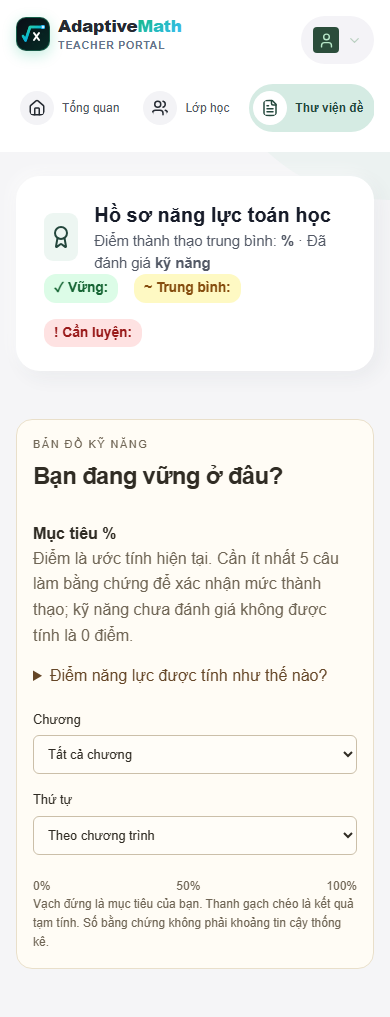 AdaptiveMath
TEACHER PORTAL
Tổng quan
Lớp học
Thư viện đề
Hồ sơ năng lực toán học
Điểm thành thạo trung bình: % · Đã
đánh giá kỹ năng
✓ Vững:
~ Trung bình:
! Cần luyện:
BẢN ĐỒ KỸ NĂNG
Bạn đang vững ở đâu?
Mục tiêu %
Điểm là ước tính hiện tại. Cần ít nhất 5 câu
làm bằng chứng để xác nhận mức thành
thạo; kỹ năng chưa đánh giá không được
tính là 0 điểm.
▶ Điểm năng lực được tính như thế nào?
Chương
Tất cả chương
Thứ tự
Theo chương trình
0% 50% 100%
Vạch đứng là mục tiêu của bạn. Thanh gạch chéo là kết quả
tạm tính. Số bằng chứng không phải khoảng tin cậy thống
kê.